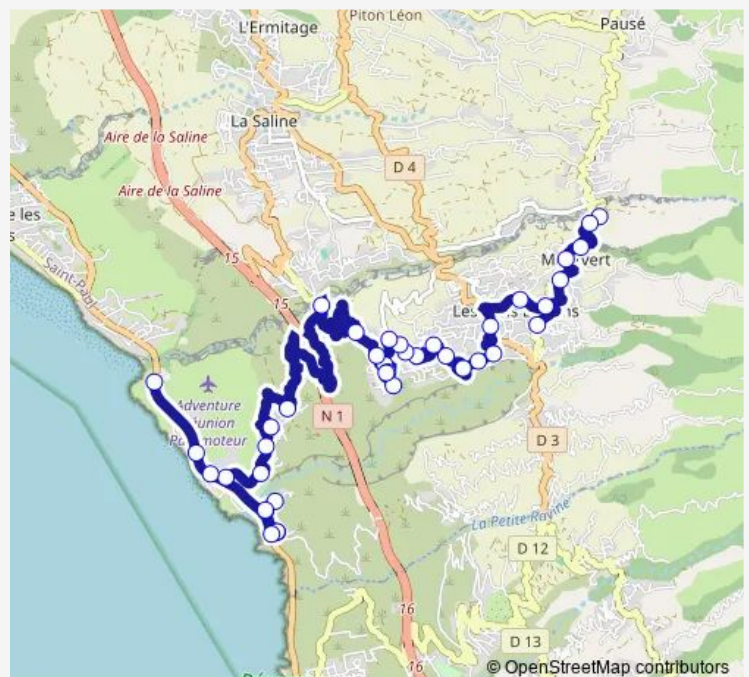 Piton Léon
Pausé
L'Ermitage
La Saline
Aire de la Saline
D 4
Aire de la Saline
15
Saint-Paul
15
N 1
Adventure
D 3
La Petite Ravine
D 12
16
D 13
16
© OpenStreetMap contributors